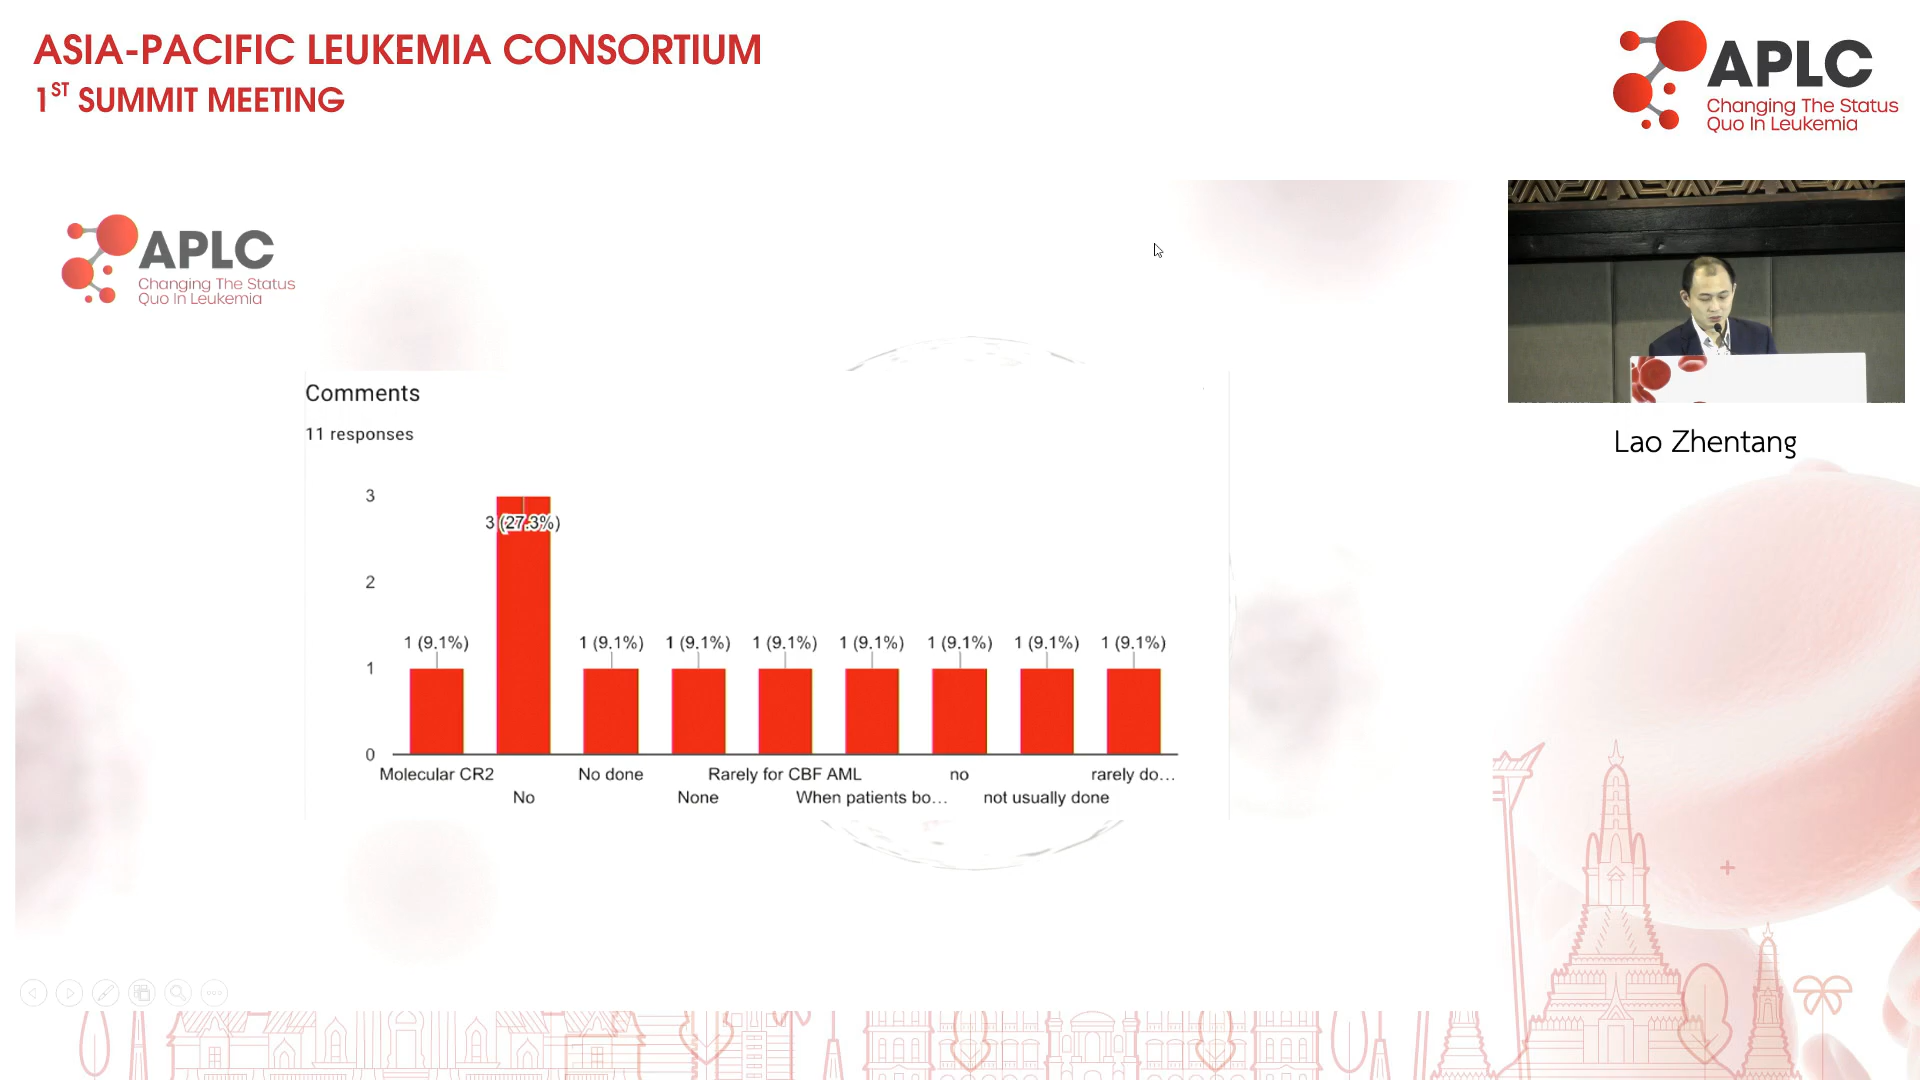 ASIA-PACIFIC LEUKEMIA CONSORTIUM
1ST SUMMIT MEETING
APLC
Changing The Status
Quo In Leukemia
APLC
Changing The Status
Quo In Leukemia
Lao Zhentang
Comments
11 responses
3
2
1
0
1 (9.1%)
3 (27.3%)
1 (9.1%)
1 (9.1%)
1 (9.1%)
1 (9.1%)
1 (9.1%)
1 (9.1%)
1 (9.1%)
Molecular CR2
No
No done
None
Rarely for CBF AML
When patients bo...
no
not usually done
rarely do...